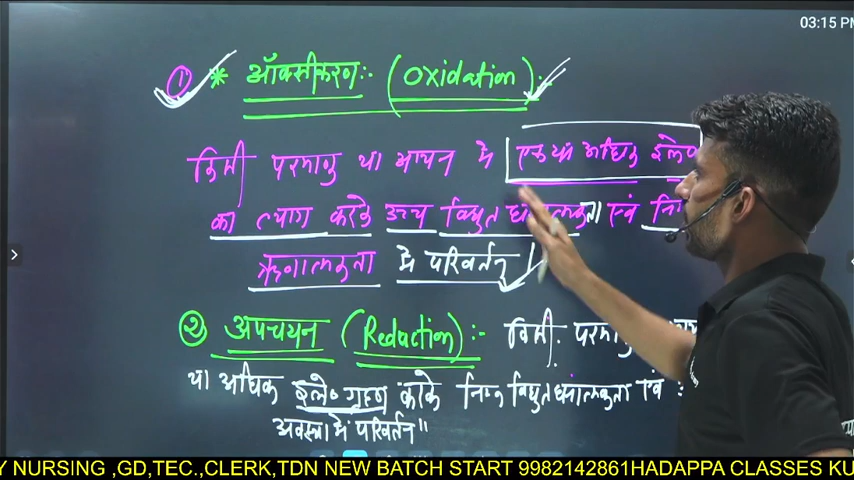 03:15 PM
① * ऑक्सीकरण:- (Oxidation):-
किसी परमाणु या आयन में एक या अधिक इले०
का त्याग करके उच्च विद्युत धनात्मकता एवं निम्न
ऋणात्मकता में परिवर्तन
② अपचयन (Reduction):- किसी परमाणु
या अधिक इले० ग्रहण करके निम्न विद्युत धनात्मकता एवं
अवस्था में परिवर्तन"
Y NURSING ,GD,TEC.,CLERK,TDN NEW BATCH START 9982142861HADAPPA CLASSES KU